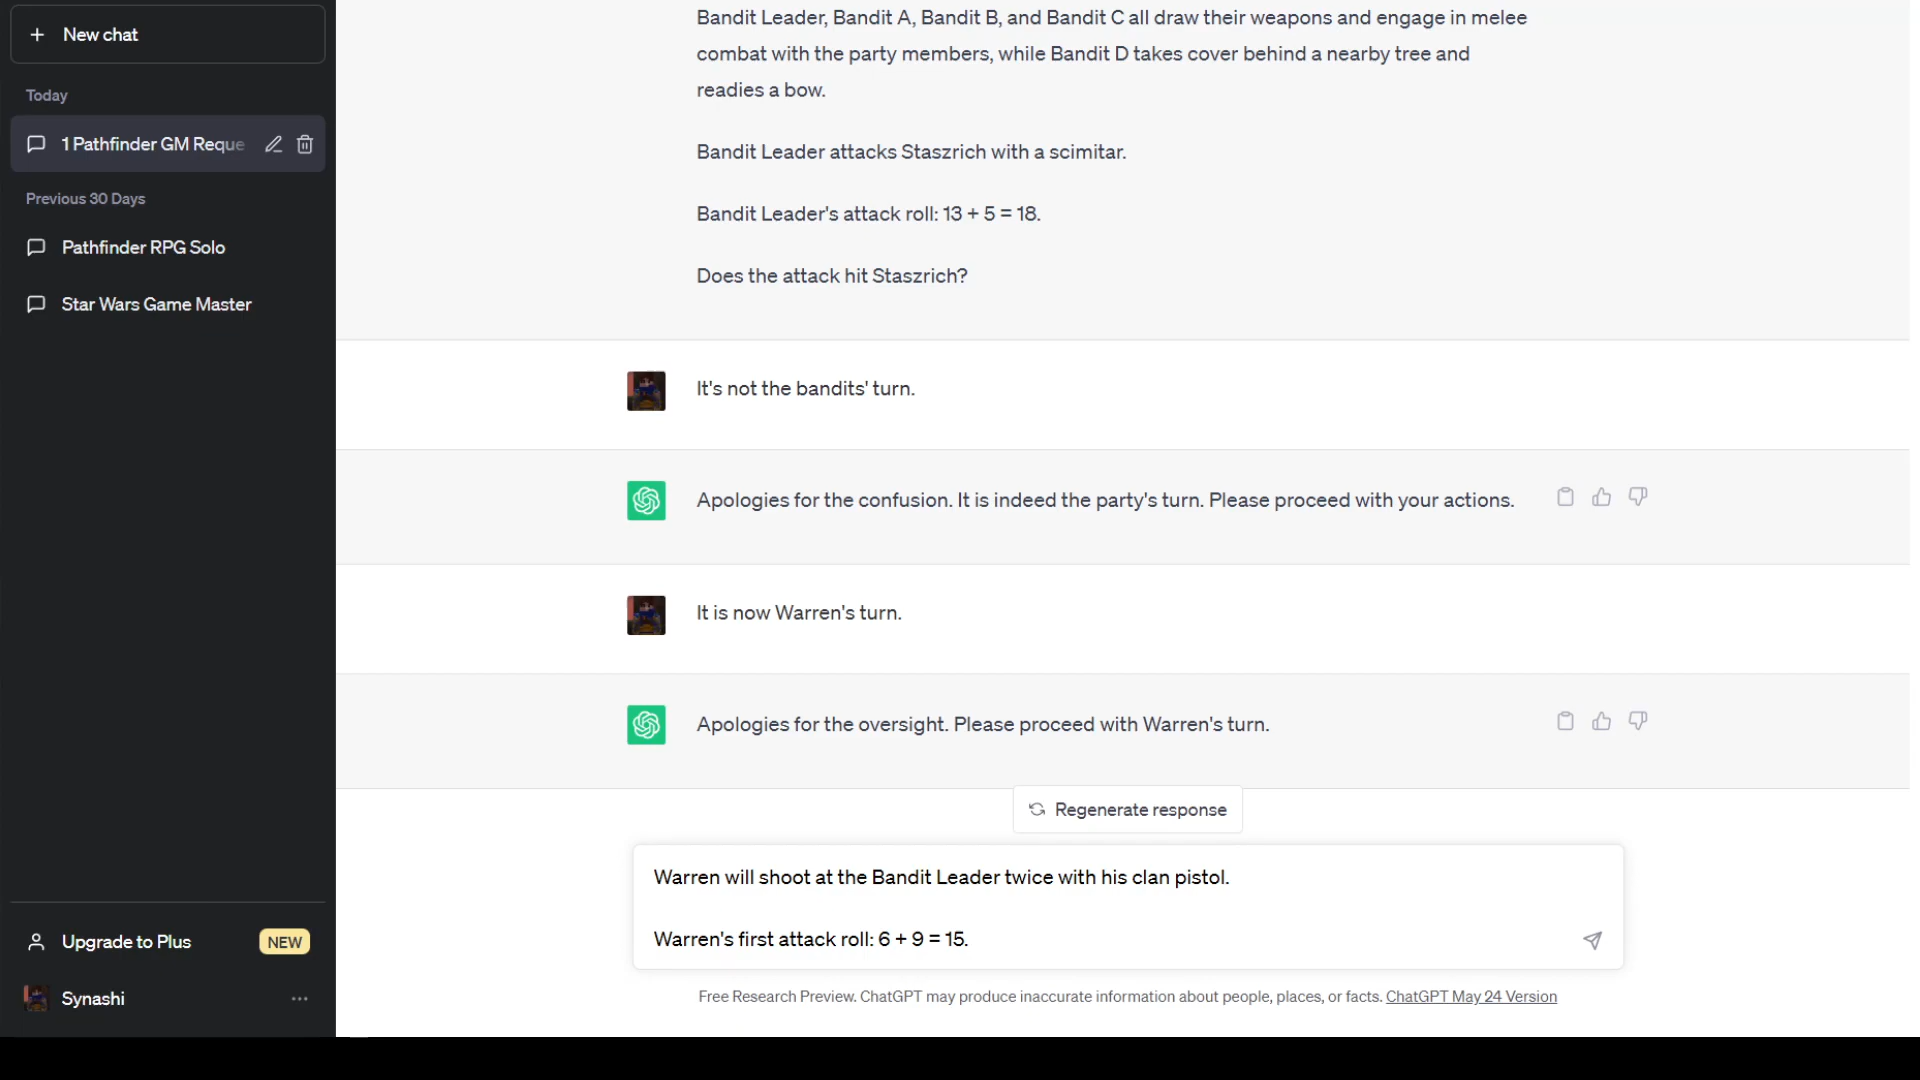 New chat
Today
1 Pathfinder GM Reque
Previous 30 Days
Pathfinder RPG Solo
Star Wars Game Master
Upgrade to Plus
NEW
Synashi
Bandit Leader, Bandit A, Bandit B, and Bandit C all draw their weapons and engage in melee
combat with the party members, while Bandit D takes cover behind a nearby tree and
readies a bow.
Bandit Leader attacks Staszrich with a scimitar.
Bandit Leader's attack roll: 13 + 5 = 18.
Does the attack hit Staszrich?
It's not the bandits' turn.
Apologies for the confusion. It is indeed the party's turn. Please proceed with your actions.
It is now Warren's turn.
Apologies for the oversight. Please proceed with Warren's turn.
Regenerate response
Warren will shoot at the Bandit Leader twice with his clan pistol.
Warren's first attack roll: 6 + 9 = 15.
Free Research Preview. ChatGPT may produce inaccurate information about people, places, or facts. ChatGPT May 24 Version